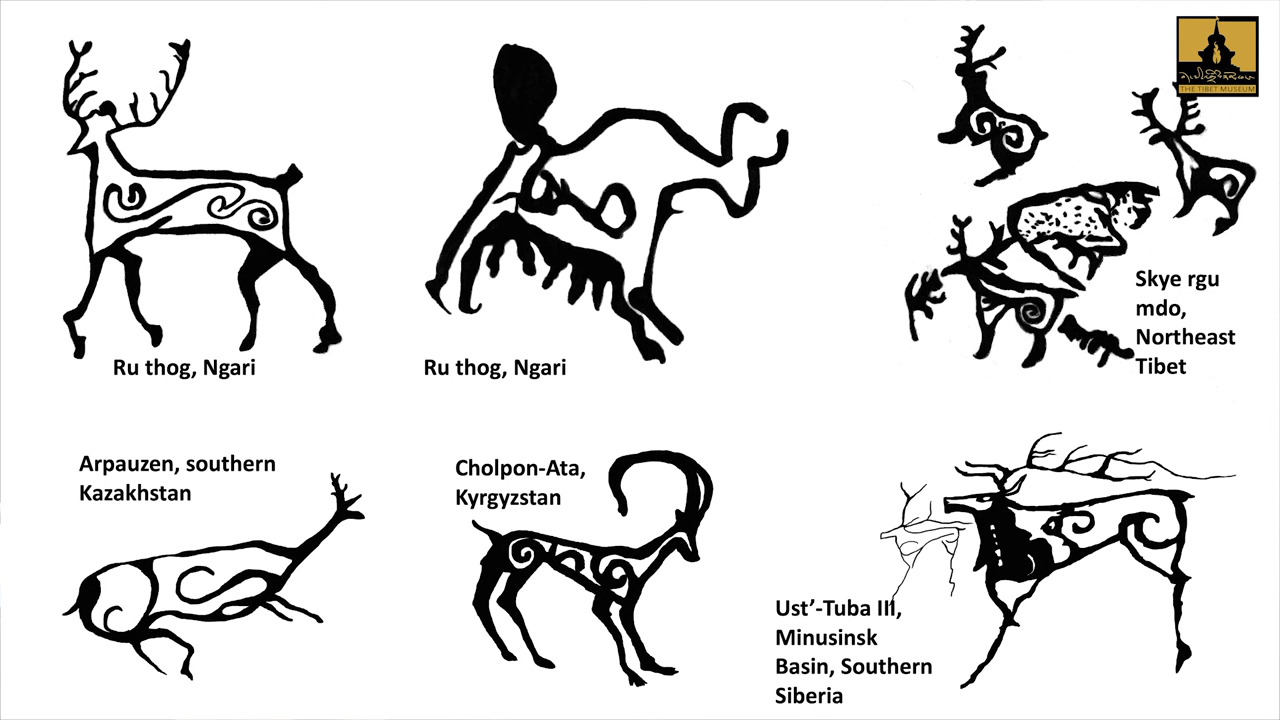 THE TIBET MUSEUM
Ru thog, Ngari
Ru thog, Ngari
Skye rgu
mdo,
Northeast
Tibet
Arpauzen, southern
Kazakhstan
Cholpon-Ata,
Kyrgyzstan
Ust’-Tuba III,
Minusinsk
Basin, Southern
Siberia